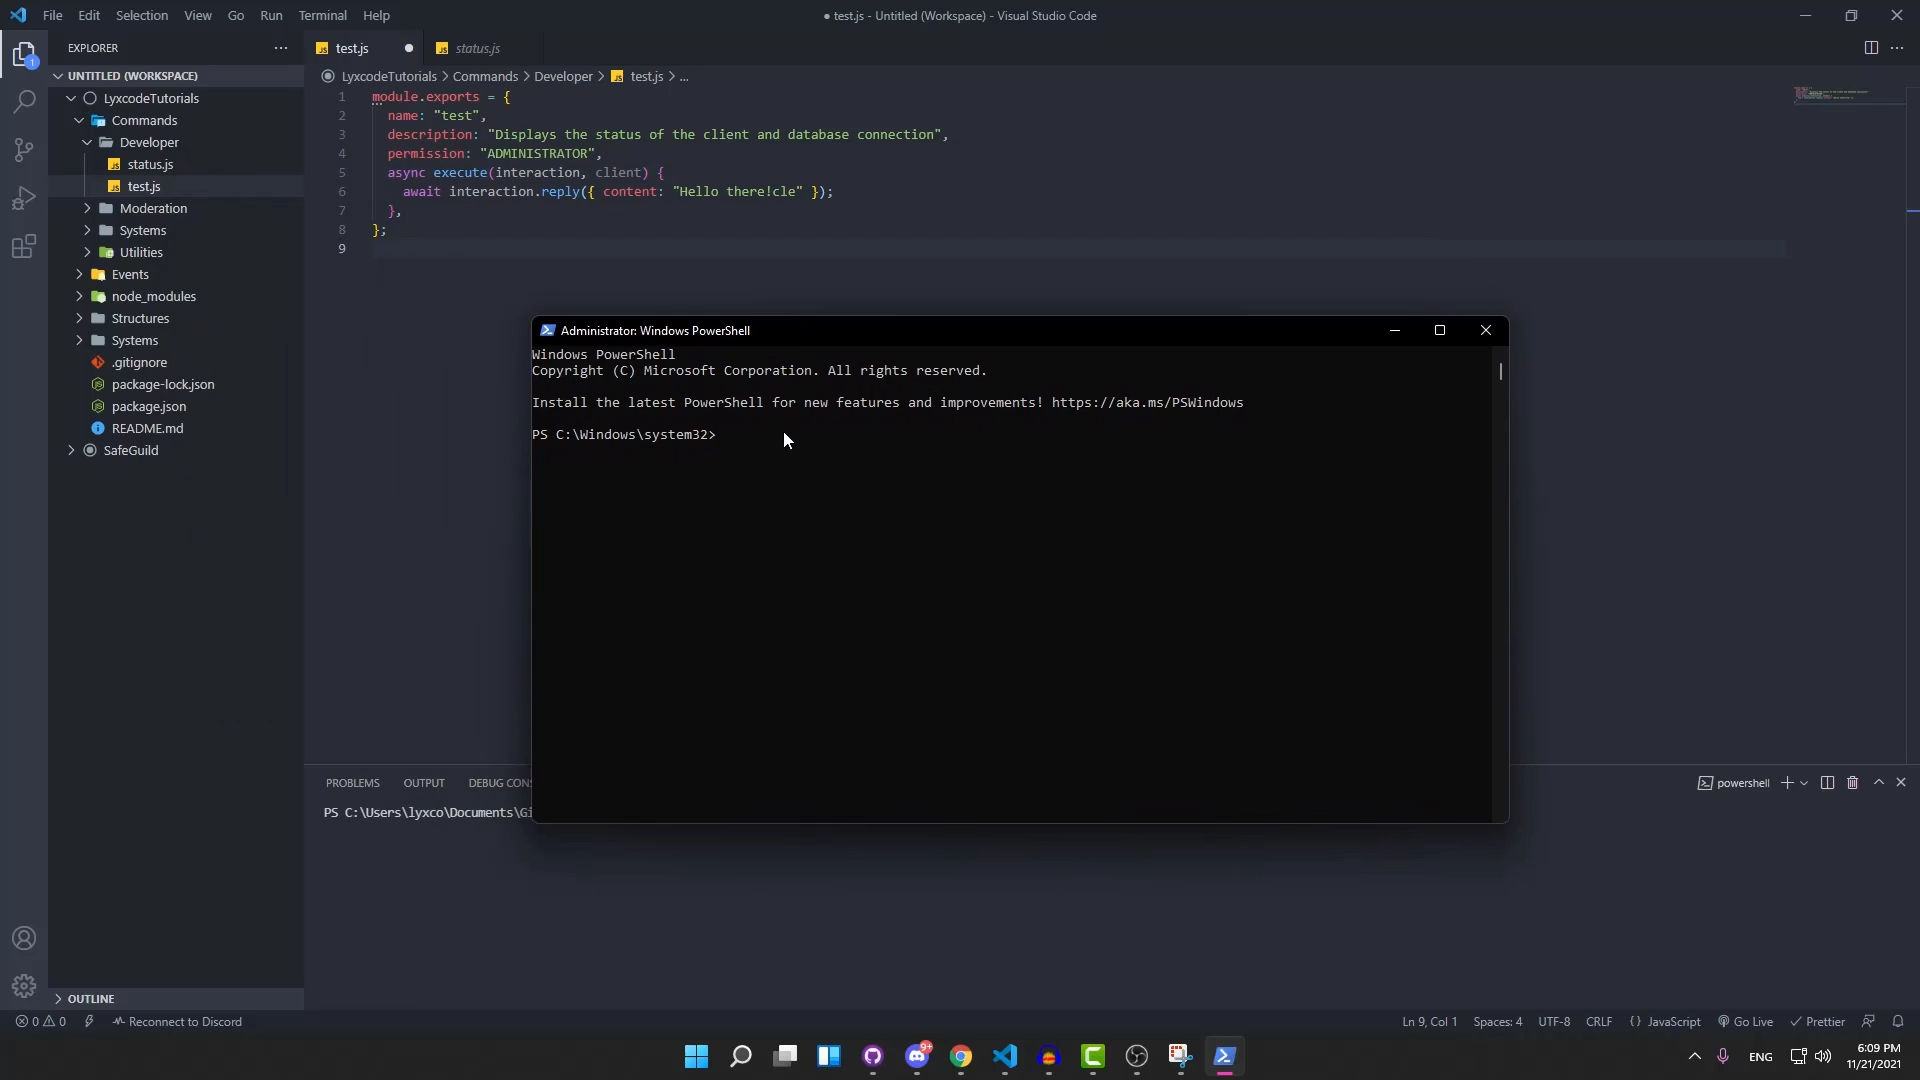 File Edit Selection View Go Run Terminal Help
● test.js - Untitled (Workspace) - Visual Studio Code
EXPLORER
test.js
status.js
UNTITLED (WORKSPACE)
LyxcodeTutorials > Commands > Developer > test.js > ...
LyxcodeTutorials
Commands
Developer
status.js
test.js
Moderation
Systems
Utilities
Events
node_modules
Structures
Systems
.gitignore
package-lock.json
package.json
README.md
SafeGuild
1 module.exports = {
2 name: "test",
3 description: "Displays the status of the client and database connection",
4 permission: "ADMINISTRATOR",
5 async execute(interaction, client) {
6 await interaction.reply({ content: "Hello there!cle" });
7 },
8 };
9
Administrator: Windows PowerShell
Windows PowerShell
Copyright (C) Microsoft Corporation. All rights reserved.
Install the latest PowerShell for new features and improvements! https://aka.ms/PSWindows
PS C:\Windows\system32>
PROBLEMS OUTPUT DEBUG CONS
powershell
PS C:\Users\lyxco\Documents\Gi
OUTLINE
0 0 Reconnect to Discord
Ln 9, Col 1 Spaces: 4 UTF-8 CRLF {} JavaScript Go Live Prettier
9+
ENG
6:09 PM
11/21/2021